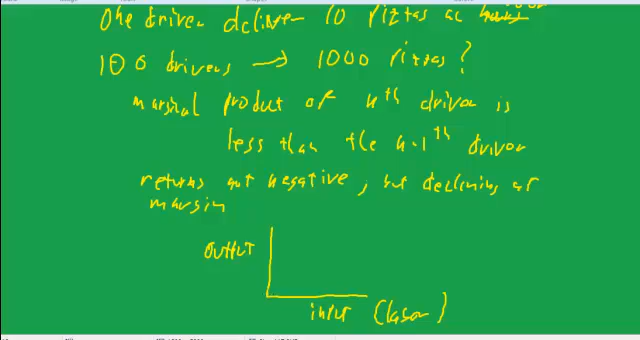 One driver deliver 10 pizzas an hour
100 drivers → 1000 pizzas?
marginal product of nth driver is
less than the n-1th driver
returns not negative, but declining at
margin
output
input (labor)